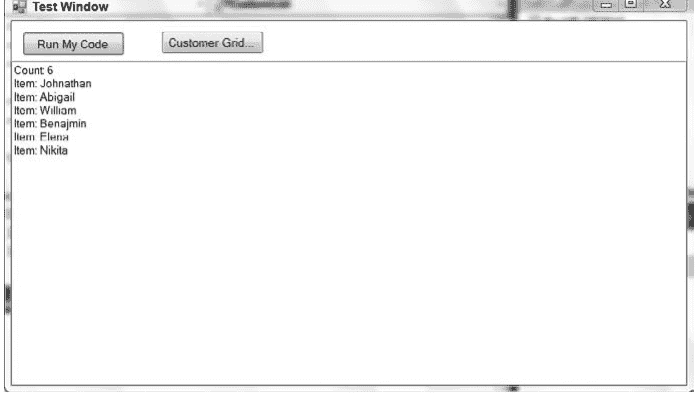 Test Window
Run My Code
Customer Grid...
Count 6
Item: Johnathan
Item: Abigail
Item: William
Item: Benajmin
Item: Elena
Item: Nikita